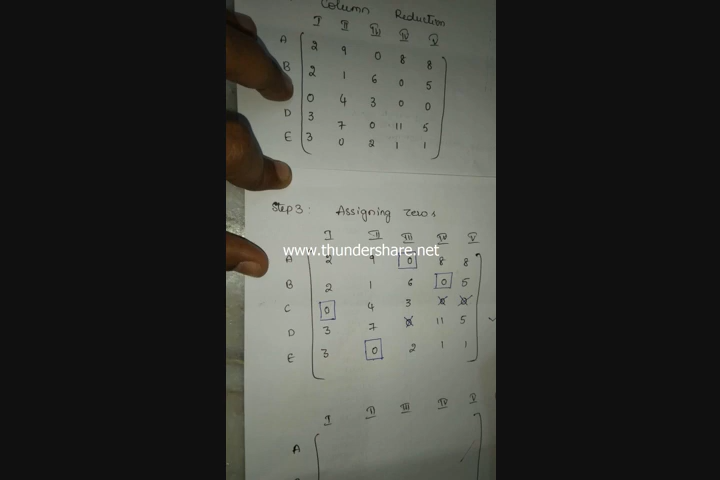 Column Reduction
I II III IV V
A 2 9 0 8 8
B 2 1 6 0 5
0 4 3 0 0
D 3 7 0 11 5
E 3 0 2 1 1
Step 3: Assigning zeros
I II III IV V
www.thundershare.net
A 2 9 0 8 8
B 2 1 6 0 5
C 0 4 3 0 0
D 3 7 0 11 5
E 3 0 2 1 1
I II III IV V
A